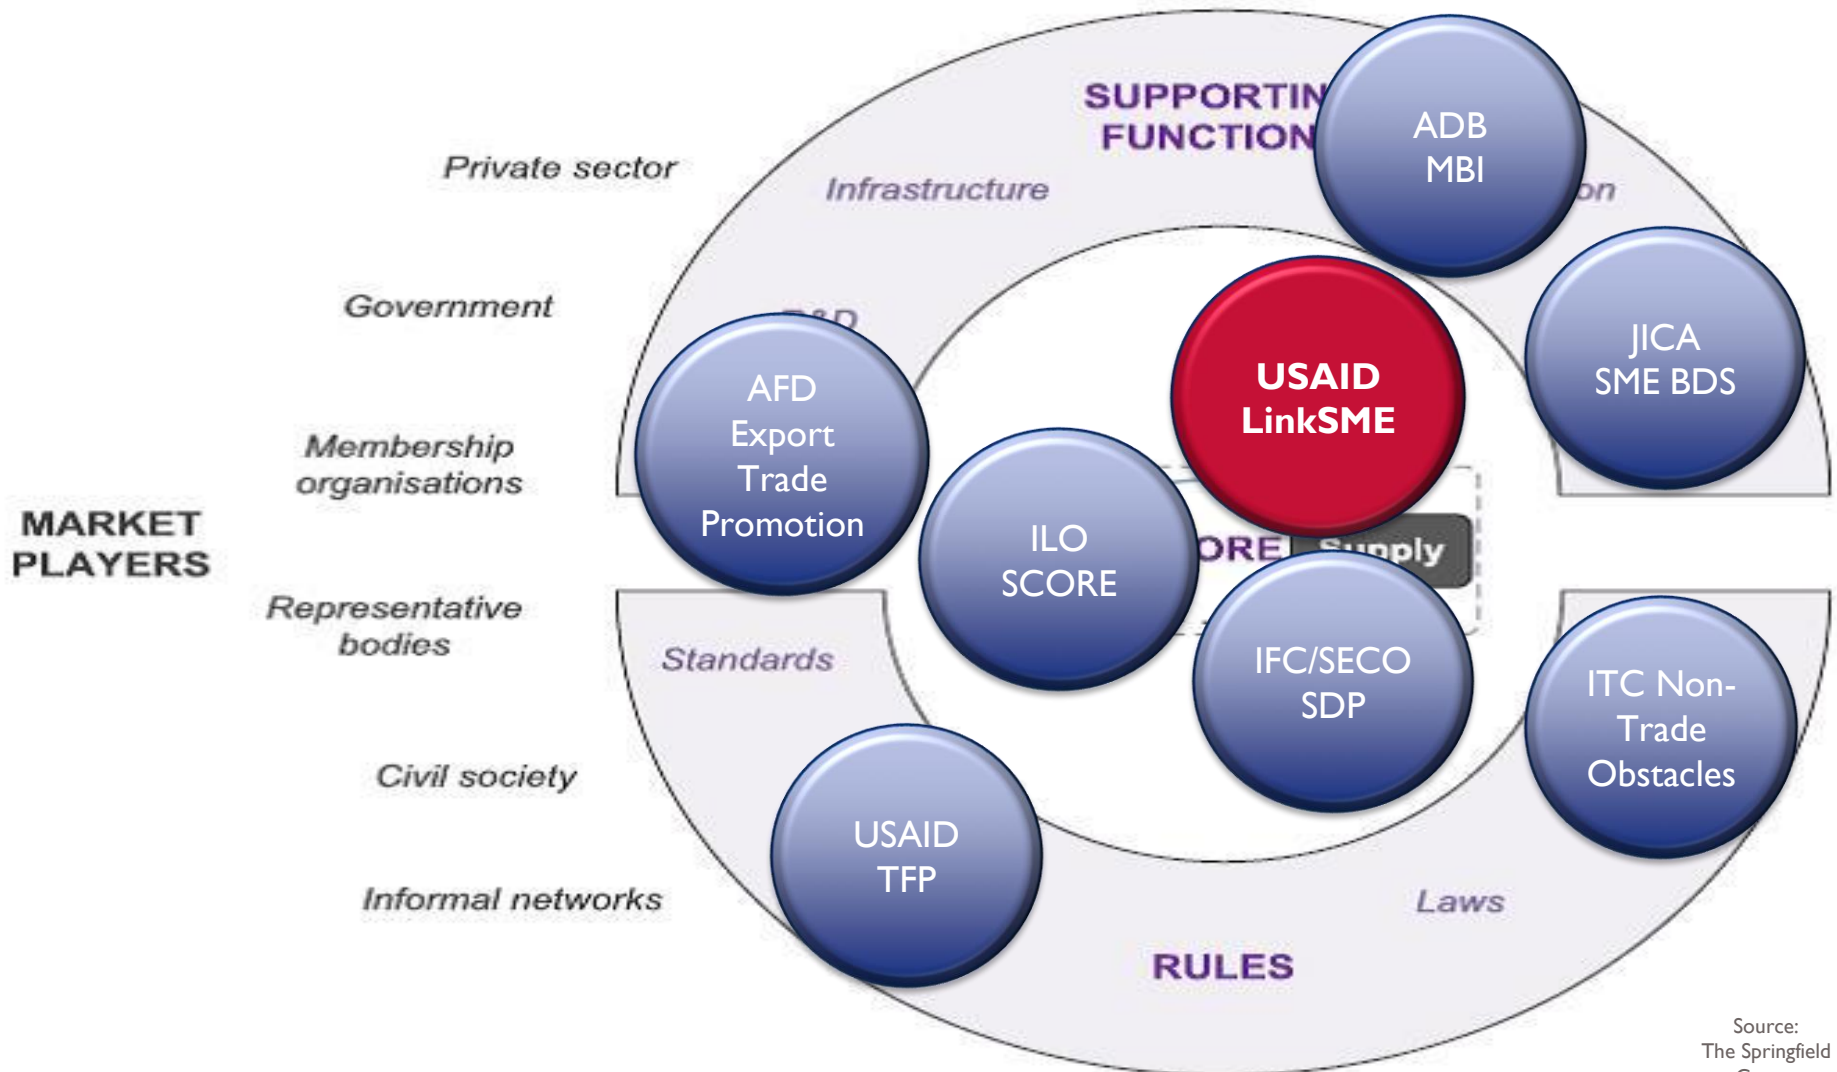 SUPPORTIN
FUNCTION
ADB
MBI
Private sector
Infrastructure
on
Government
R&D
JICA
SME BDS
USAID
LinkSME
AFD
Export
Trade
Promotion
Membership
organisations
MARKET
PLAYERS
ILO
SCORE
ORE
Supply
Representative
bodies
Standards
IFC/SECO
SDP
ITC Non-
Trade
Obstacles
Civil society
USAID
TFP
Informal networks
Laws
RULES
Source:
The Springfield